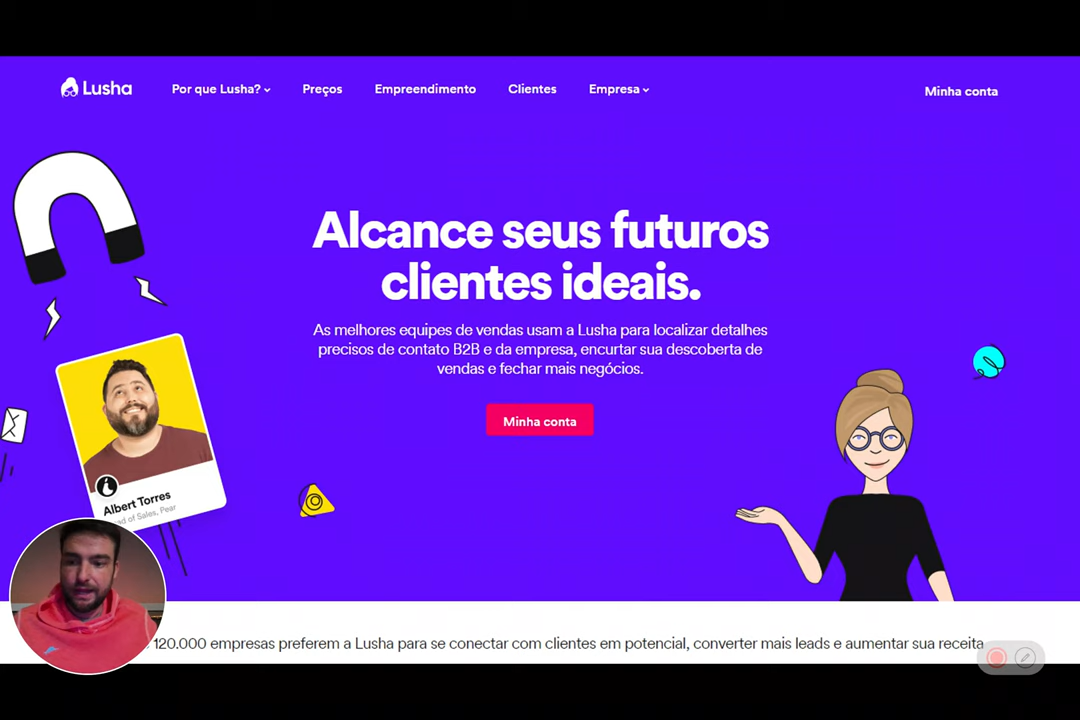 Lusha
Por que Lusha?
Preços
Empreendimento
Clientes
Empresa
Minha conta
Alcance seus futuros
clientes ideais.
As melhores equipes de vendas usam a Lusha para localizar detalhes
precisos de contato B2B e da empresa, encurtar sua descoberta de
vendas e fechar mais negócios.
Minha conta
Albert Torres
of Sales, Pear
120.000 empresas preferem a Lusha para se conectar com clientes em potencial, converter mais leads e aumentar sua receita